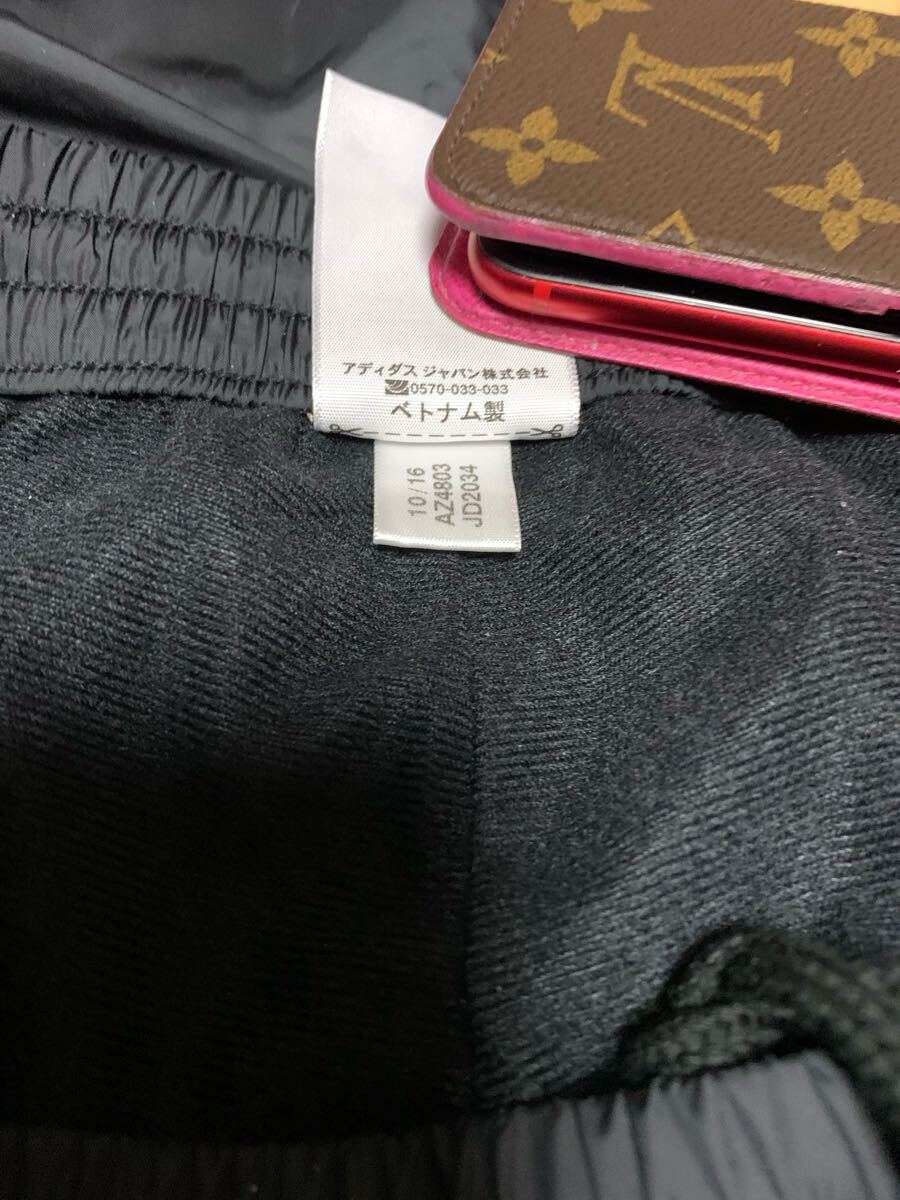 アディダス ジャパン株式会社
0570-033-033
ベトナム製
10/16
AZ4803
JD2034
LV